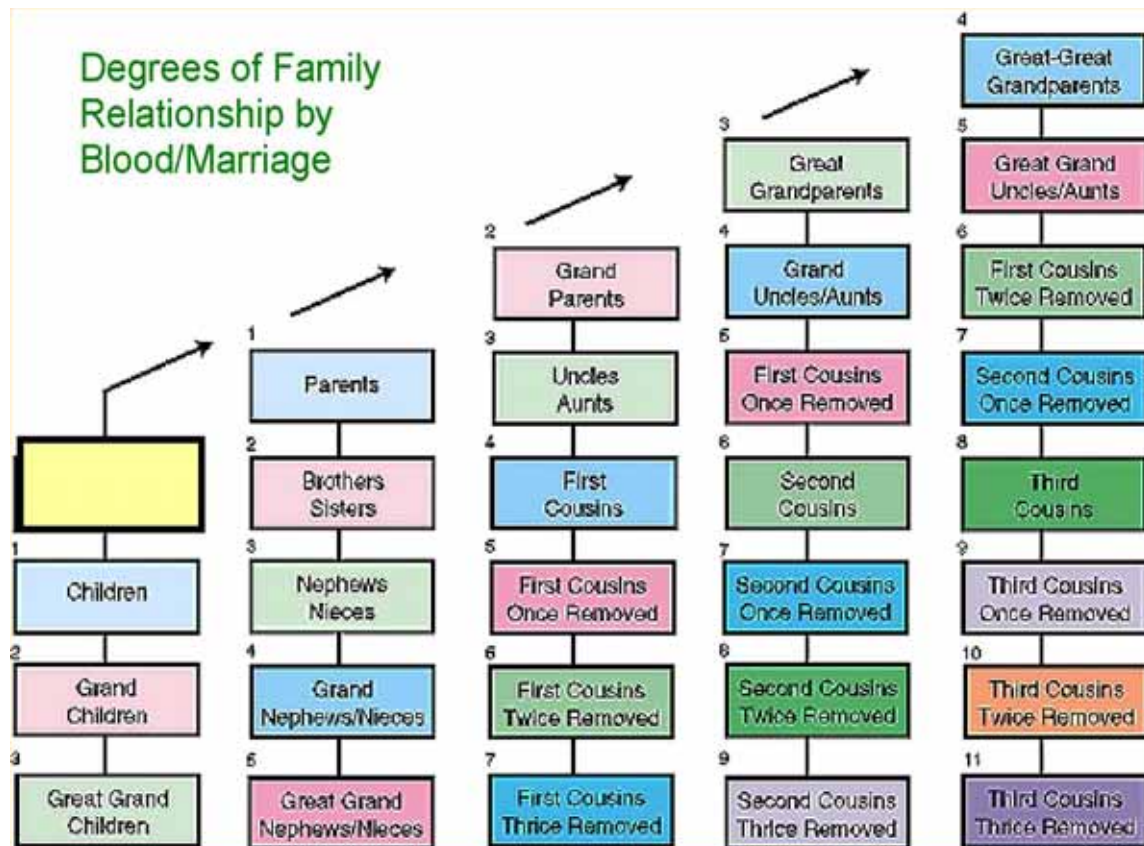 Degrees of Family
Relationship by
Blood/Marriage
1
Children
2
Grand
Children
3
Great Grand
Children
1
Parents
2
Brothers
Sisters
3
Nephews
Nieces
4
Grand
Nephews/Nieces
5
Great Grand
Nephews/Nieces
2
Grand
Parents
3
Uncles
Aunts
4
First
Cousins
5
First Cousins
Once Removed
6
First Cousins
Twice Removed
7
First Cousins
Thrice Removed
3
Great
Grandparents
4
Grand
Uncles/Aunts
5
First Cousins
Once Removed
6
Second
Cousins
7
Second Cousins
Once Removed
8
Second Cousins
Twice Removed
9
Second Cousins
Thrice Removed
4
Great-Great
Grandparents
5
Great Grand
Uncles/Aunts
6
First Cousins
Twice Removed
7
Second Cousins
Once Removed
8
Third
Cousins
9
Third Cousins
Once Removed
10
Third Cousins
Twice Removed
11
Third Cousins
Thrice Removed